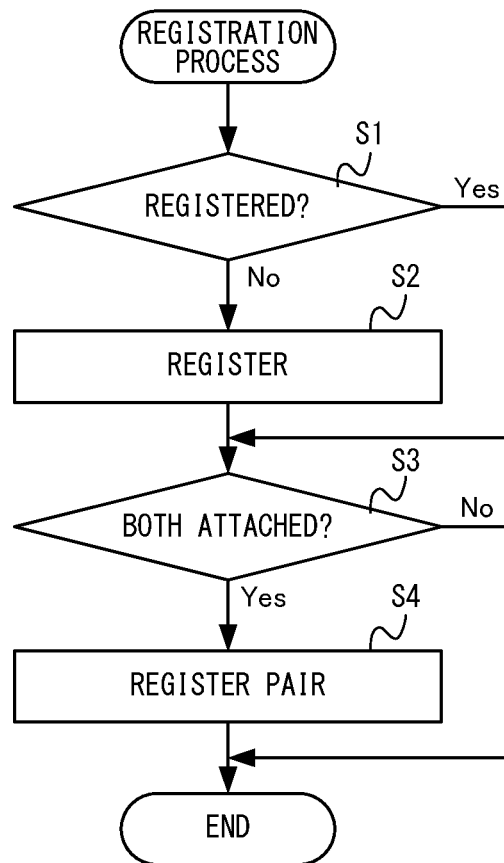 REGISTRATION
PROCESS
S1
REGISTERED?
Yes
No
S2
REGISTER
S3
BOTH ATTACHED?
No
Yes
S4
REGISTER PAIR
END